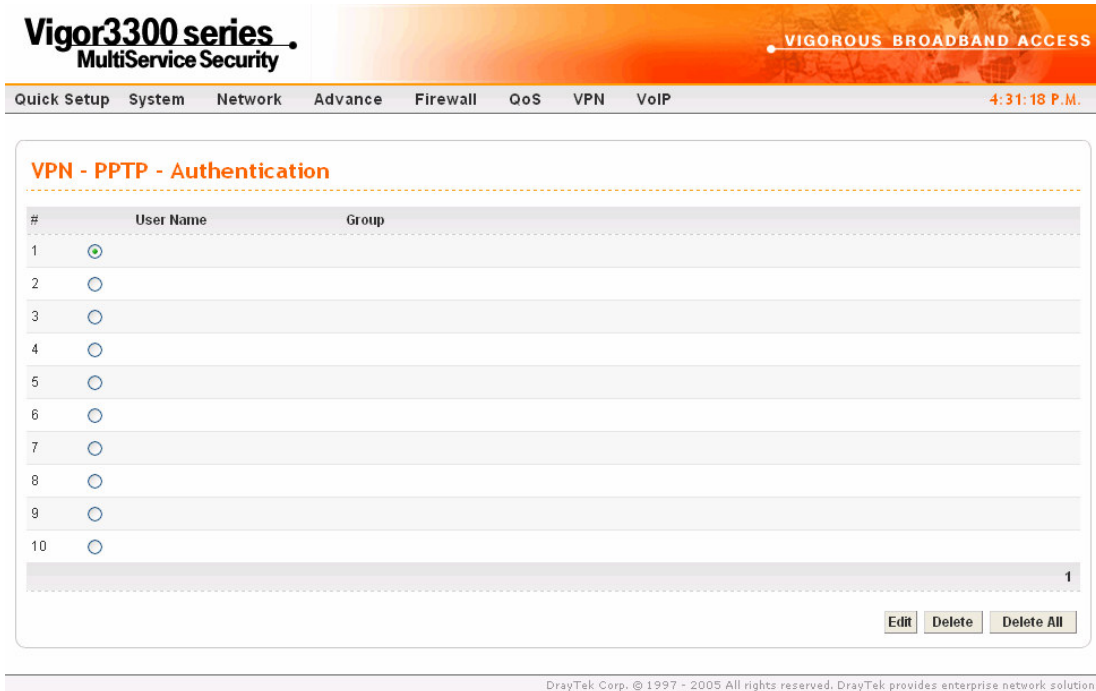 Vigor3300 series
MultiService Security
VIGOROUS BROADBAND ACCESS
Quick Setup System Network Advance Firewall QoS VPN VoIP 4:31:18 P.M.
VPN - PPTP - Authentication
# User Name Group
1
2
3
4
5
6
7
8
9
10
1
Edit Delete Delete All
DrayTek Corp. © 1997 - 2005 All rights reserved. DrayTek provides enterprise network solution